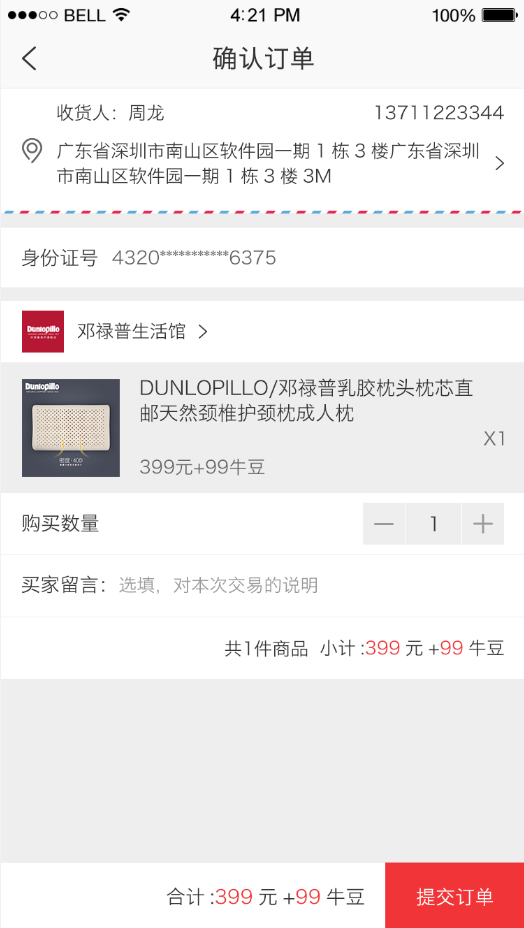 BELL 4:21 PM 100%
确认订单
收货人：周龙 13711223344
广东省深圳市南山区软件园一期 1 栋 3 楼广东省深圳
市南山区软件园一期 1 栋 3 楼 3M
身份证号 4320***********6375
Dunlopillo
邓禄普生活馆
Dunlopillo
DUNLOPILLO/邓禄普乳胶枕头枕芯直
邮天然颈椎护颈枕成人枕
X1
密度·40D
399元+99牛豆
购买数量 1
买家留言：选填，对本次交易的说明
共1件商品 小计 :399 元 +99 牛豆
合计 :399 元 +99 牛豆 提交订单